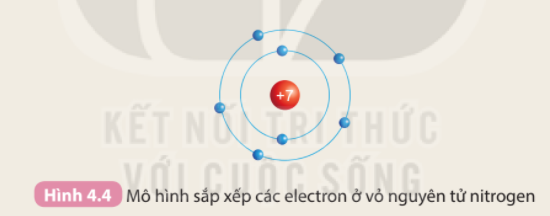 +7
KẾT NỐI TRI THỨC
VỚI CUỘC SỐNG
Hình 4.4 Mô hình sắp xếp các electron ở vỏ nguyên tử nitrogen